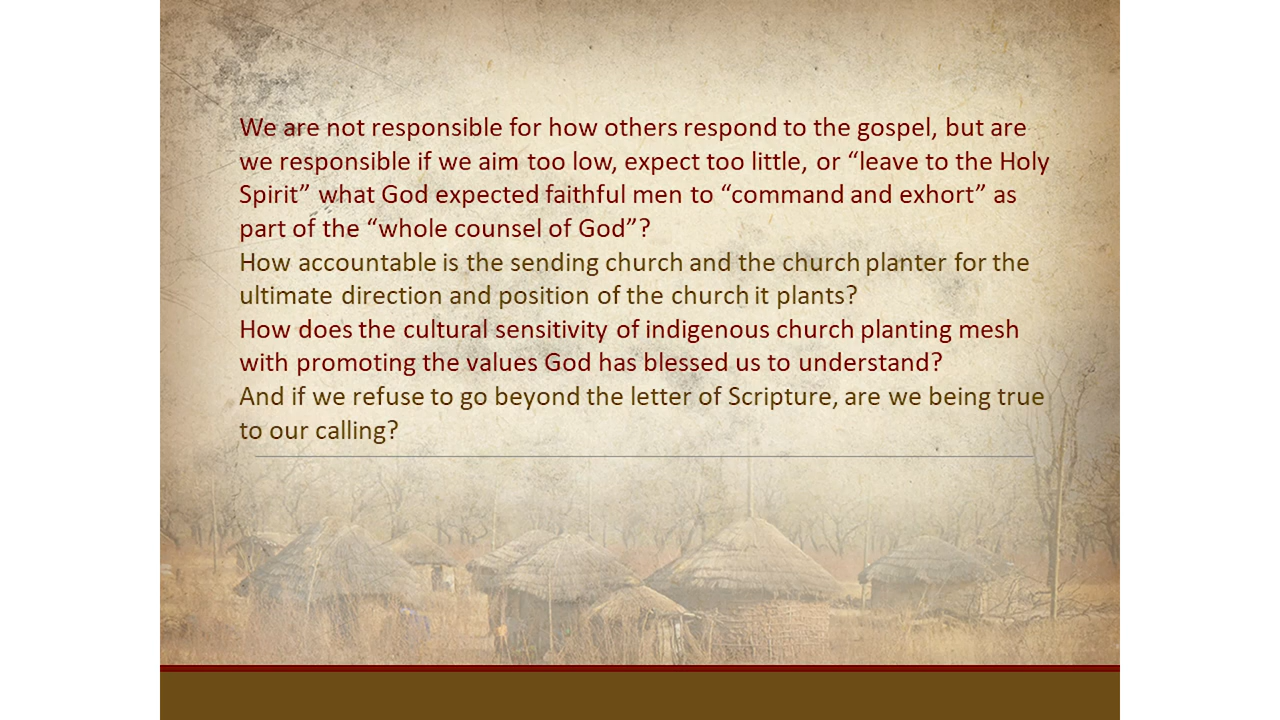 We are not responsible for how others respond to the gospel, but are
we responsible if we aim too low, expect too little, or “leave to the Holy
Spirit” what God expected faithful men to “command and exhort” as
part of the “whole counsel of God”?
How accountable is the sending church and the church planter for the
ultimate direction and position of the church it plants?
How does the cultural sensitivity of indigenous church planting mesh
with promoting the values God has blessed us to understand?
And if we refuse to go beyond the letter of Scripture, are we being true
to our calling?